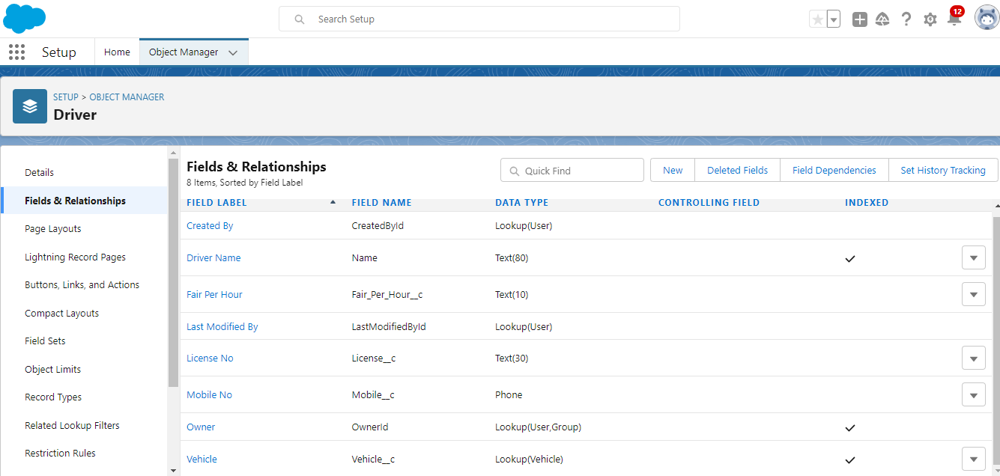 Search Setup
12
Setup
Home
Object Manager
SETUP > OBJECT MANAGER
Driver
Details
Fields & Relationships
Page Layouts
Lightning Record Pages
Buttons, Links, and Actions
Compact Layouts
Field Sets
Object Limits
Record Types
Related Lookup Filters
Restriction Rules
Fields & Relationships
8 Items, Sorted by Field Label
Quick Find
New
Deleted Fields
Field Dependencies
Set History Tracking
FIELD LABEL FIELD NAME DATA TYPE CONTROLLING FIELD INDEXED
Created By CreatedById Lookup(User)
Driver Name Name Text(80)
Fair Per Hour Fair_Per_Hour__c Text(10)
Last Modified By LastModifiedById Lookup(User)
License No License__c Text(30)
Mobile No Mobile__c Phone
Owner OwnerId Lookup(User,Group)
Vehicle Vehicle__c Lookup(Vehicle)